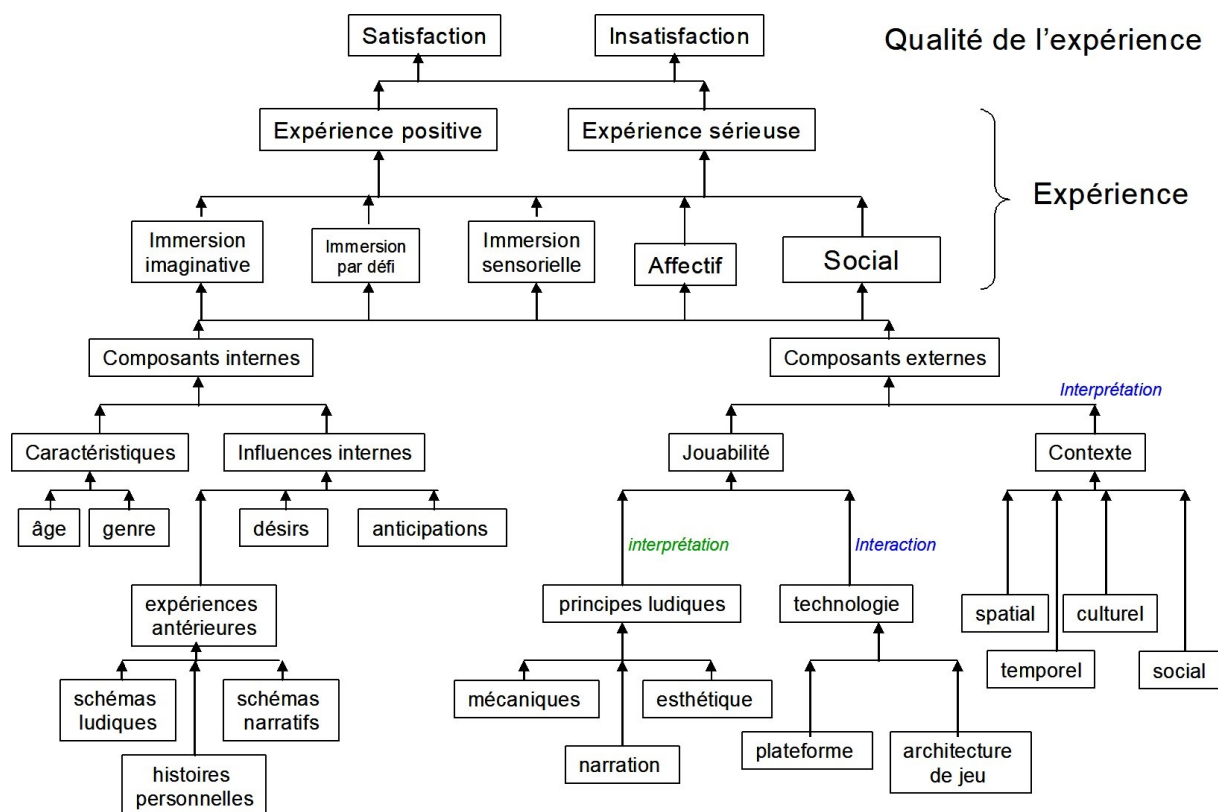 Satisfaction
Insatisfaction
Qualité de l'expérience
Expérience positive
Expérience sérieuse
Expérience
Immersion
imaginative
Immersion
par défi
Immersion
sensorielle
Affectif
Social
Composants internes
Composants externes
Interprétation
Caractéristiques
Influences internes
Jouabilité
Contexte
âge
genre
désirs
anticipations
interprétation
Interaction
expériences
antérieures
principes ludiques
technologie
spatial
culturel
temporel
social
schémas
ludiques
schémas
narratifs
mécaniques
esthétique
histoires
personnelles
narration
plateforme
architecture
de jeu